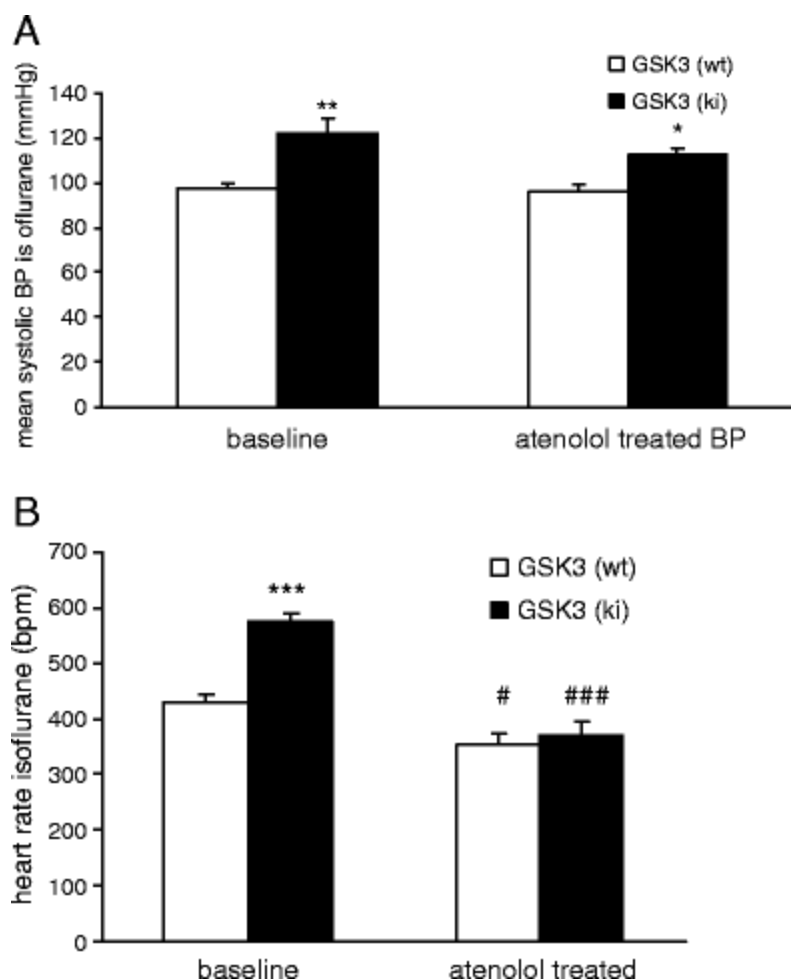 A
mean systolic BP is oflurane (mmHg)
GSK3 (wt)
GSK3 (ki)
140
120
100
80
60
40
20
0
**
*
baseline
atenolol treated BP
B
heart rate isoflurane (bpm)
GSK3 (wt)
GSK3 (ki)
700
600
500
400
300
200
100
0
***
#
###
baseline
atenolol treated